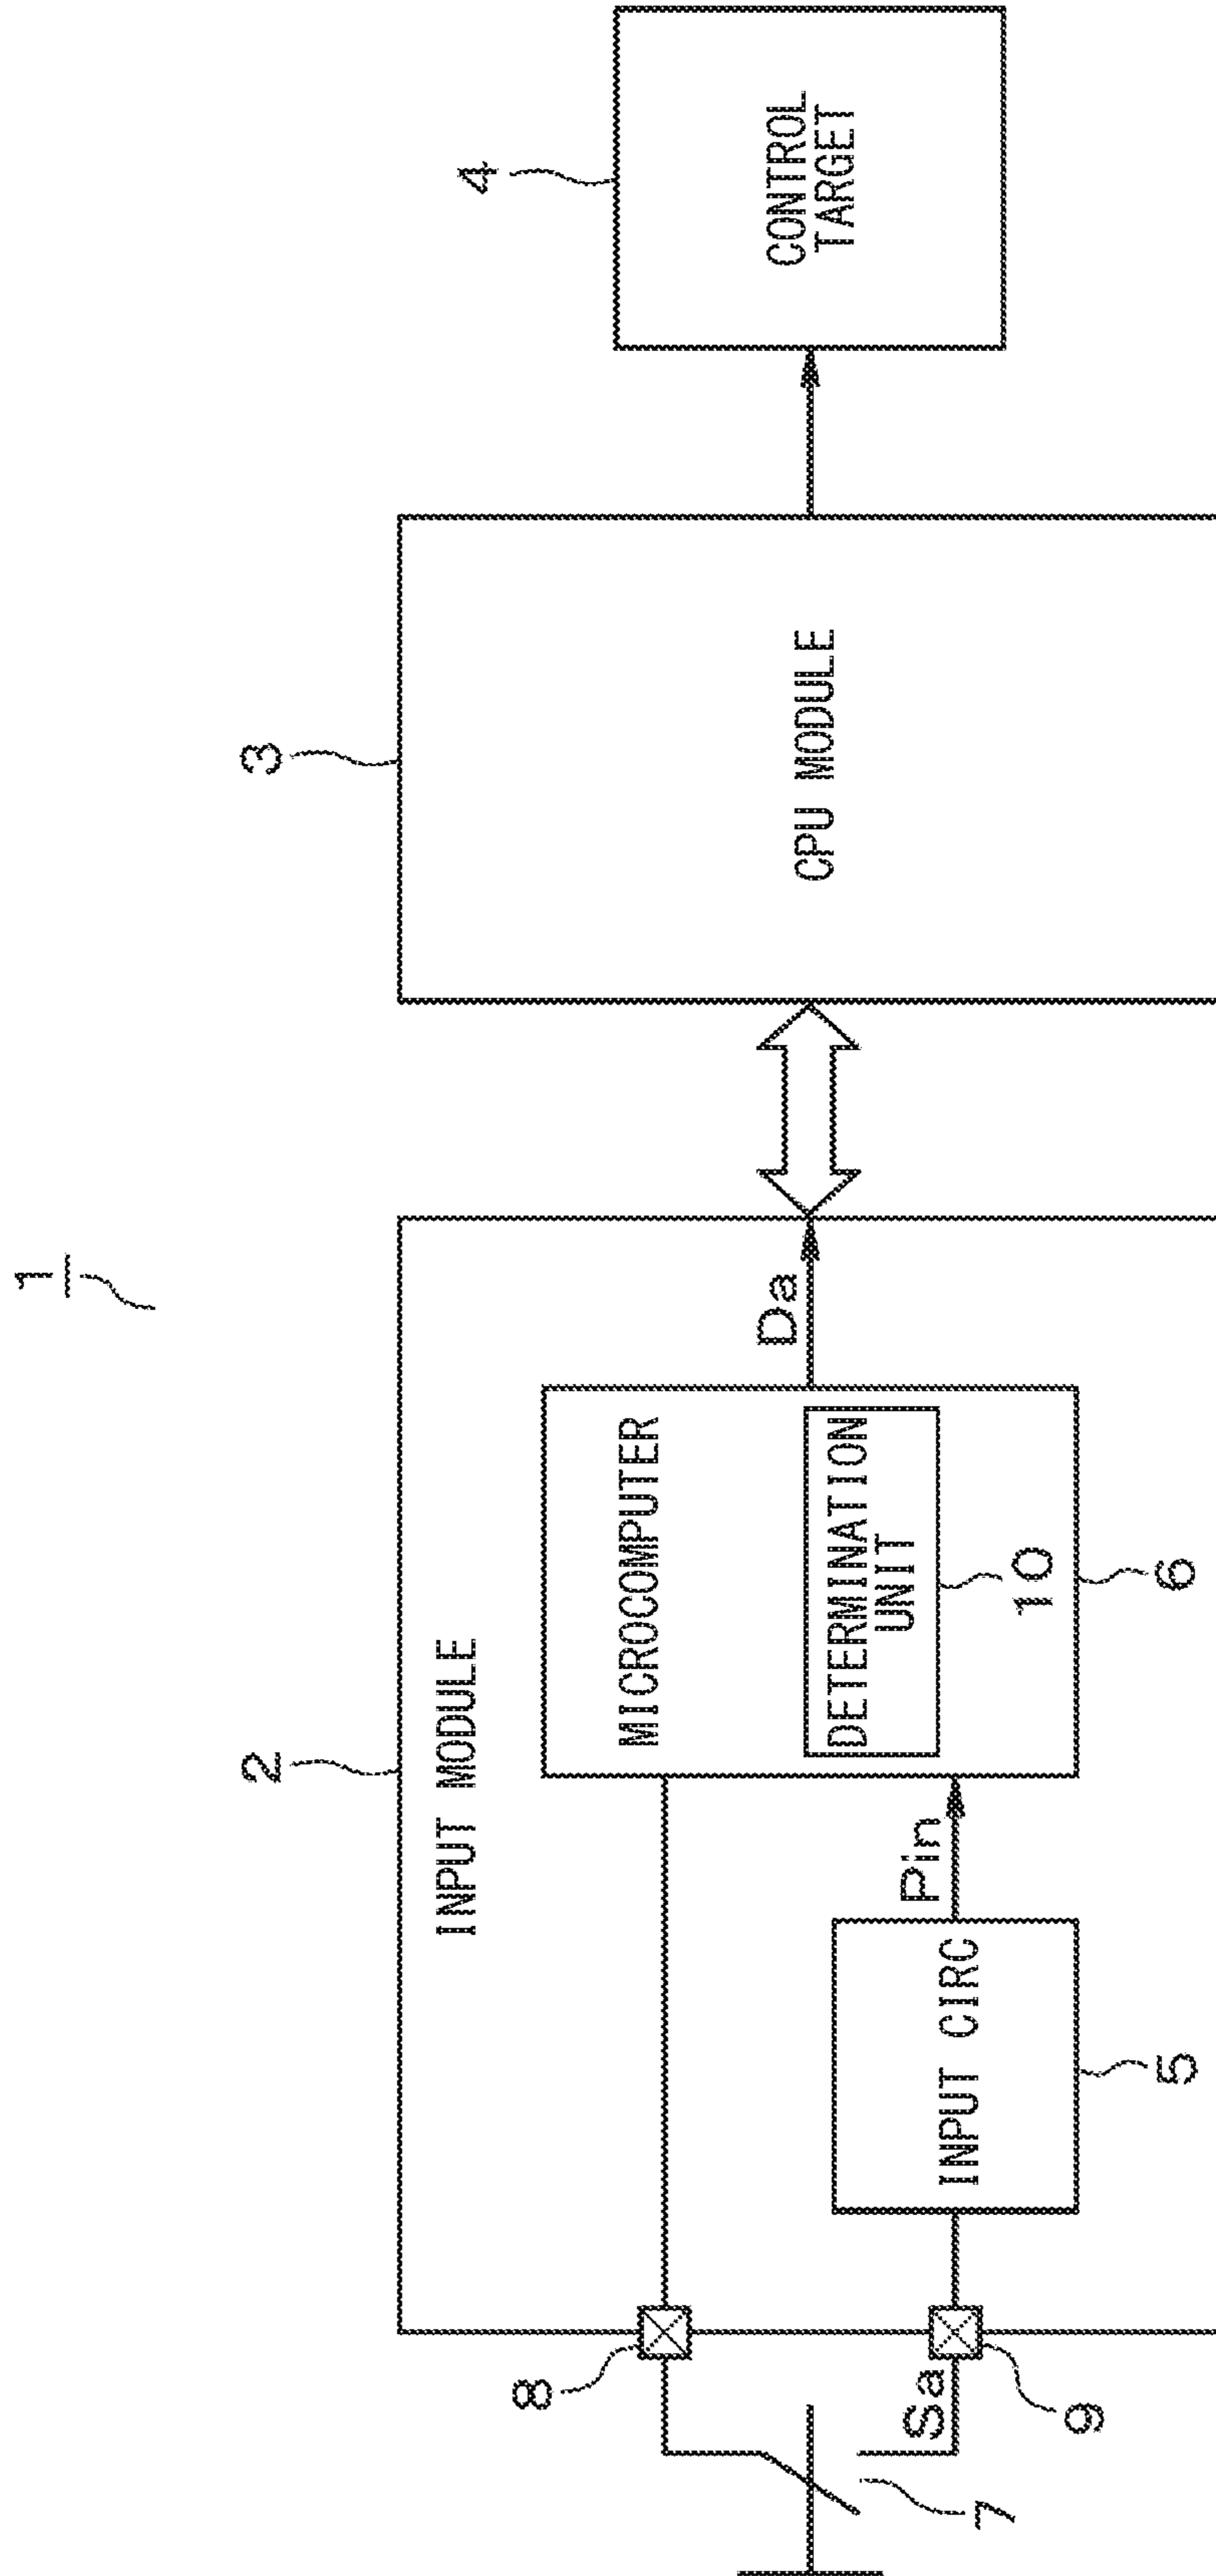 1
2
3
4
INPUT MODULE
MICROCOMPUTER
DETERMINATION
UNIT
10
6
Da
Pin
INPUT CIRC
5
8
Sa
9
7
CPU MODULE
CONTROL
TARGET